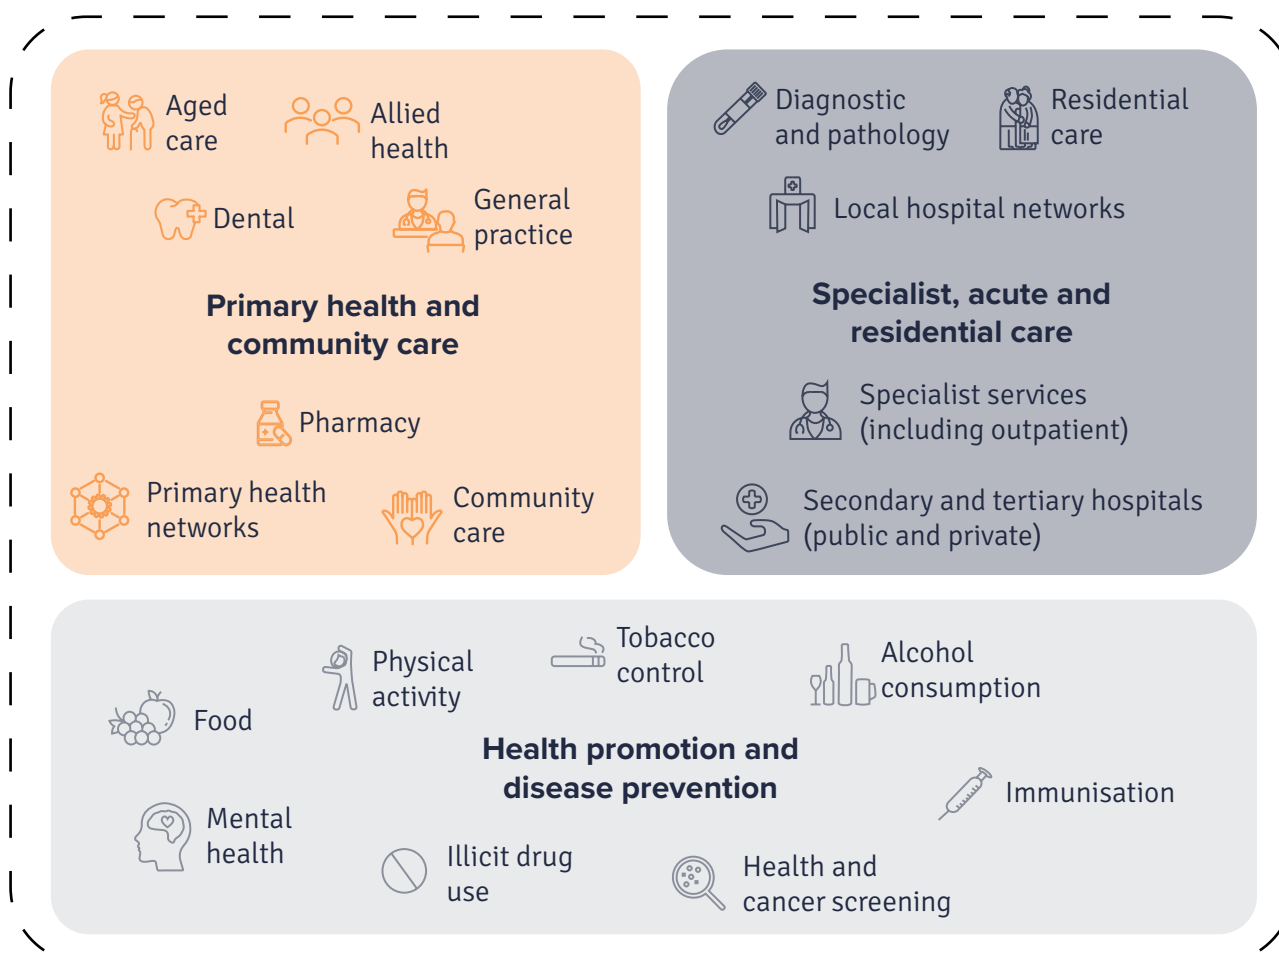 Aged
care
Allied
health
Dental
General
practice
Primary health and
community care
Pharmacy
Primary health
networks
Community
care
Diagnostic
and pathology
Residential
care
Local hospital networks
Specialist, acute and
residential care
Specialist services
(including outpatient)
Secondary and tertiary hospitals
(public and private)
Food
Physical
activity
Tobacco
control
Alcohol
consumption
Health promotion and
disease prevention
Mental
health
Illicit drug
use
Health and
cancer screening
Immunisation